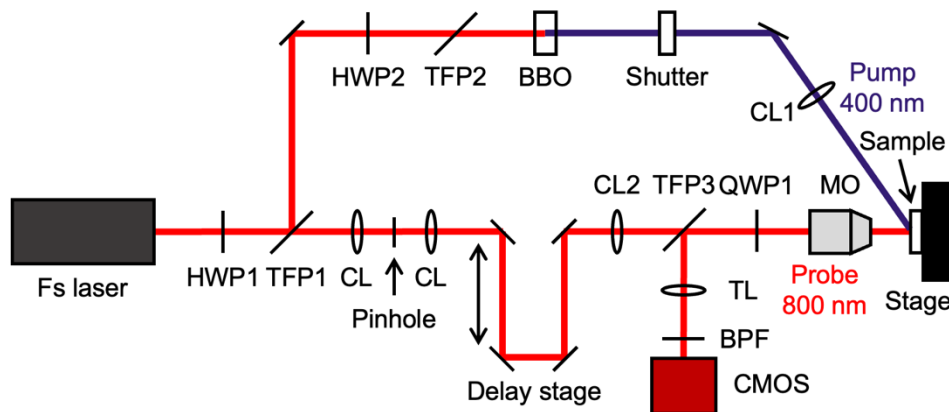 HWP2
TFP2
BBO
Shutter
Pump
400 nm
CL1
Sample
CL2
TFP3
QWP1
MO
Fs laser
HWP1
TFP1
CL
CL
Pinhole
Delay stage
TL
Probe
800 nm
Stage
BPF
CMOS